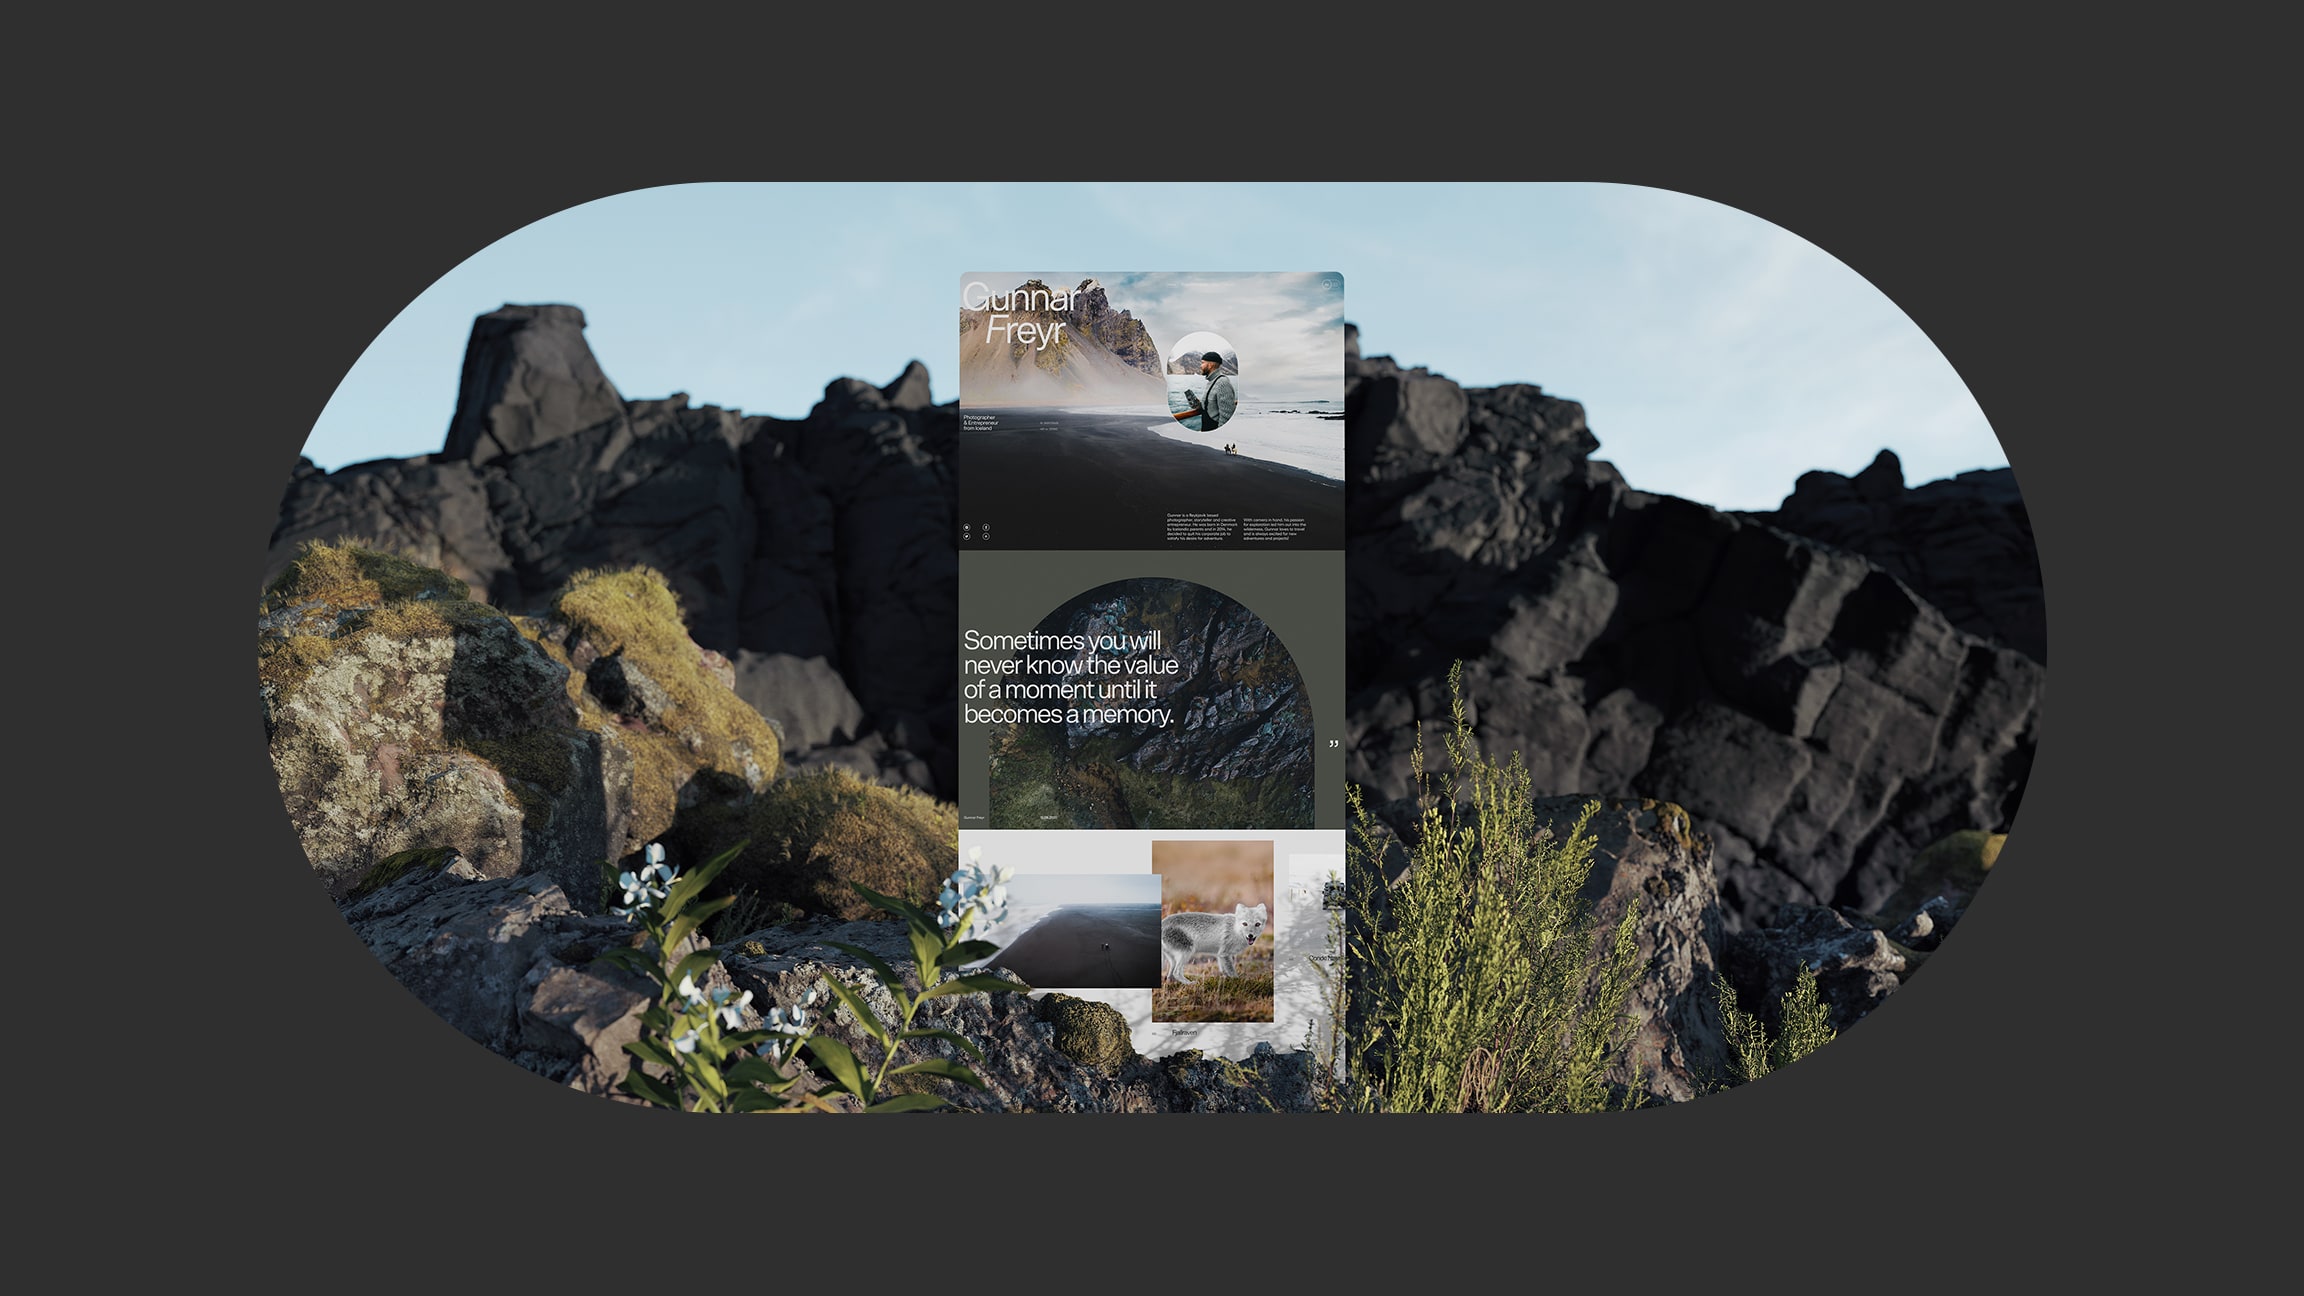 Gunnar
Freyr
Photographer
& Entrepreneur
from Iceland
Gunnar is a Reykjavik based
photographer, storyteller and creative
entrepreneur. He was born in Denmark
by Icelandic parents and in 2014, he
decided to quit his corporate job to
satisfy his desire for adventure.
With camera in hand, his passion
for exploration led him out into the
wilderness. Gunnar loves to travel
and is always excited for new
adventures and projects!
Sometimes you will
never know the value
of a moment until it
becomes a memory.
”
Gunnar Freyr
Fjallraven